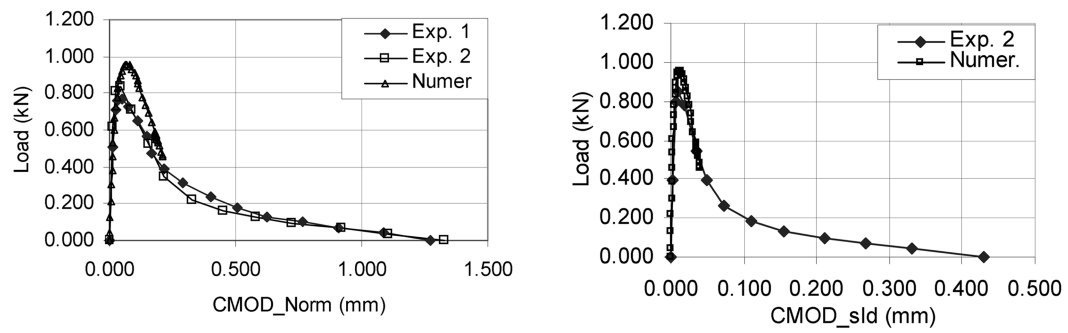 1.200
1.000
0.800
0.600
0.400
0.200
0.000
Load (kN)
0.000 0.500 1.000 1.500
CMOD_Norm (mm)
Exp. 1
Exp. 2
Numer
1.200
1.000
0.800
0.600
0.400
0.200
0.000
Load (kN)
0.000 0.100 0.200 0.300 0.400 0.500
CMOD_sld (mm)
Exp. 2
Numer.